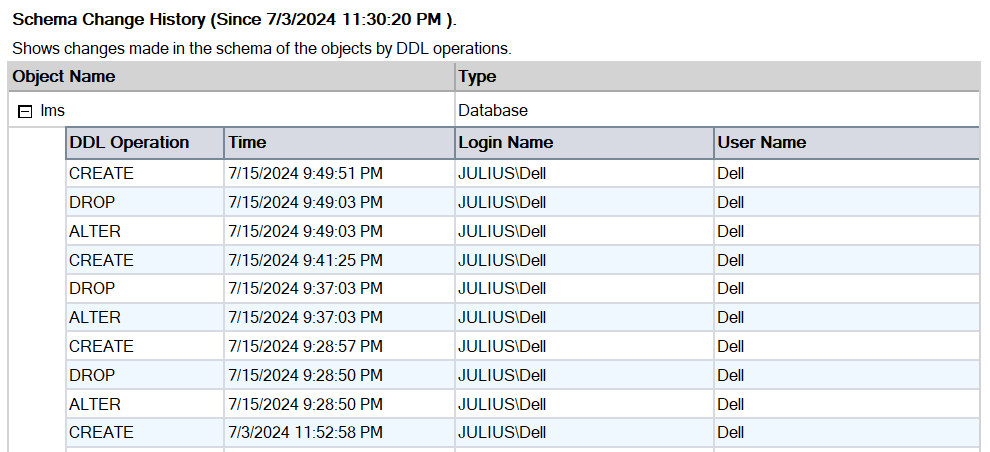 Schema Change History (Since 7/3/2024 11:30:20 PM ).
Shows changes made in the schema of the objects by DDL operations.
Object Name Type
lms Database
DDL Operation Time Login Name User Name
CREATE 7/15/2024 9:49:51 PM JULIUS\Dell Dell
DROP 7/15/2024 9:49:03 PM JULIUS\Dell Dell
ALTER 7/15/2024 9:49:03 PM JULIUS\Dell Dell
CREATE 7/15/2024 9:41:25 PM JULIUS\Dell Dell
DROP 7/15/2024 9:37:03 PM JULIUS\Dell Dell
ALTER 7/15/2024 9:37:03 PM JULIUS\Dell Dell
CREATE 7/15/2024 9:28:57 PM JULIUS\Dell Dell
DROP 7/15/2024 9:28:50 PM JULIUS\Dell Dell
ALTER 7/15/2024 9:28:50 PM JULIUS\Dell Dell
CREATE 7/3/2024 11:52:58 PM JULIUS\Dell Dell